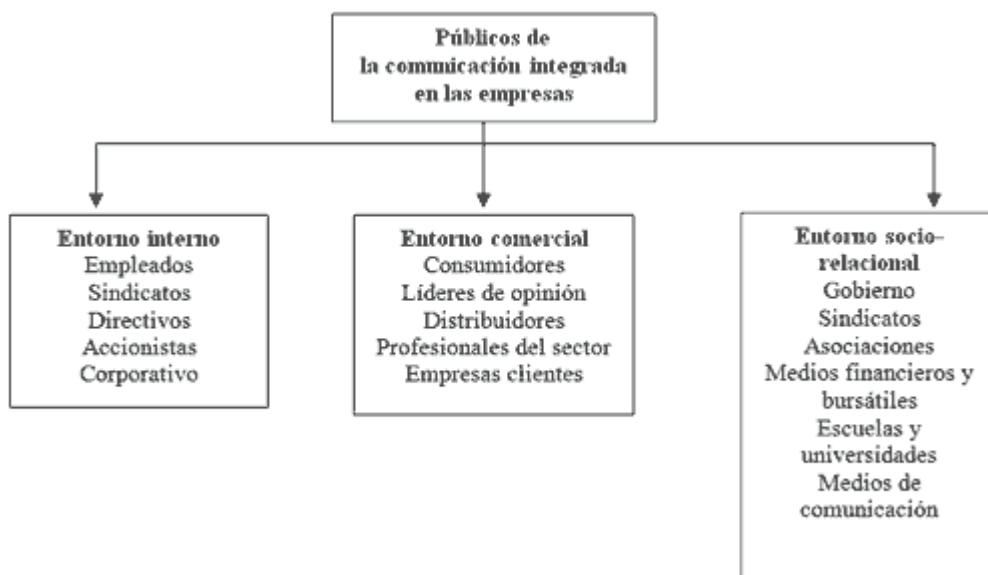 Públicos de
la comunicación integrada
en las empresas
Entorno interno
Empleados
Sindicatos
Directivos
Accionistas
Corporativo
Entorno comercial
Consumidores
Líderes de opinión
Distribuidores
Profesionales del sector
Empresas clientes
Entorno socio-
relacional
Gobierno
Sindicatos
Asociaciones
Medios financieros y
bursátiles
Escuelas y
universidades
Medios de
comunicación